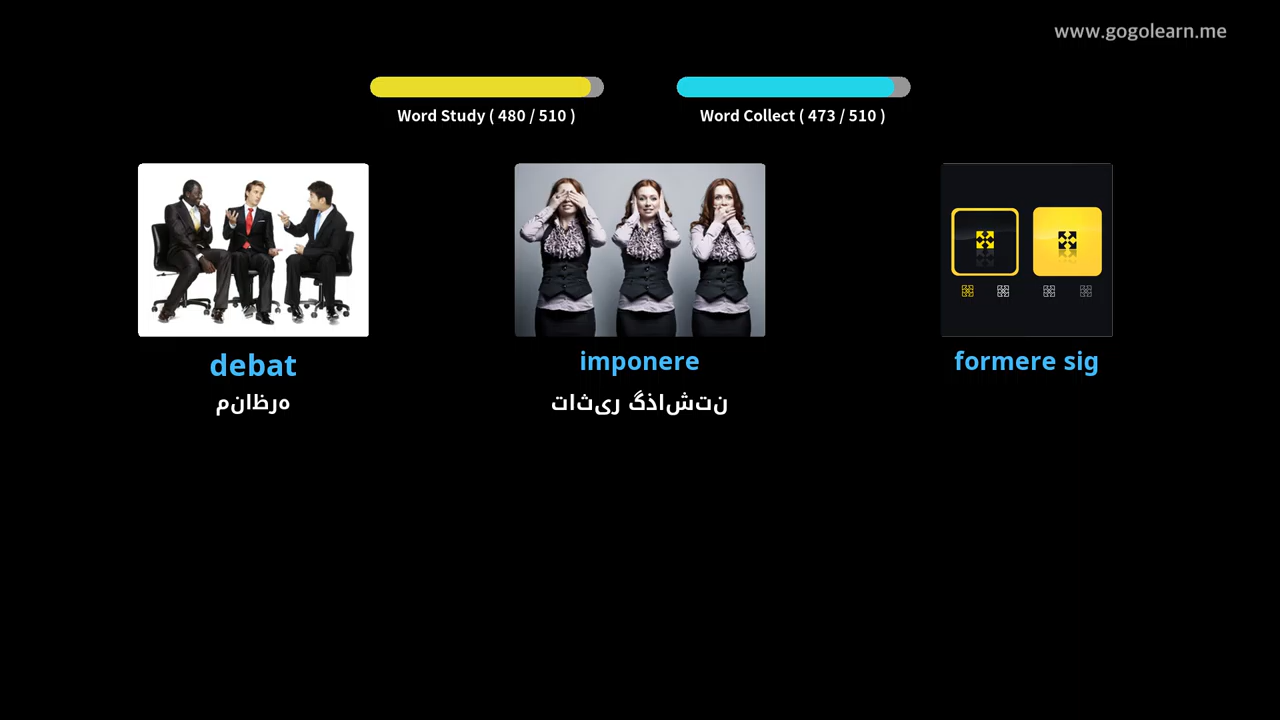 www.gogolearn.me
Word Study ( 480 / 510 )
Word Collect ( 473 / 510 )
debat
imponere
formere sig
مناظره
تاثیر گذاشتن